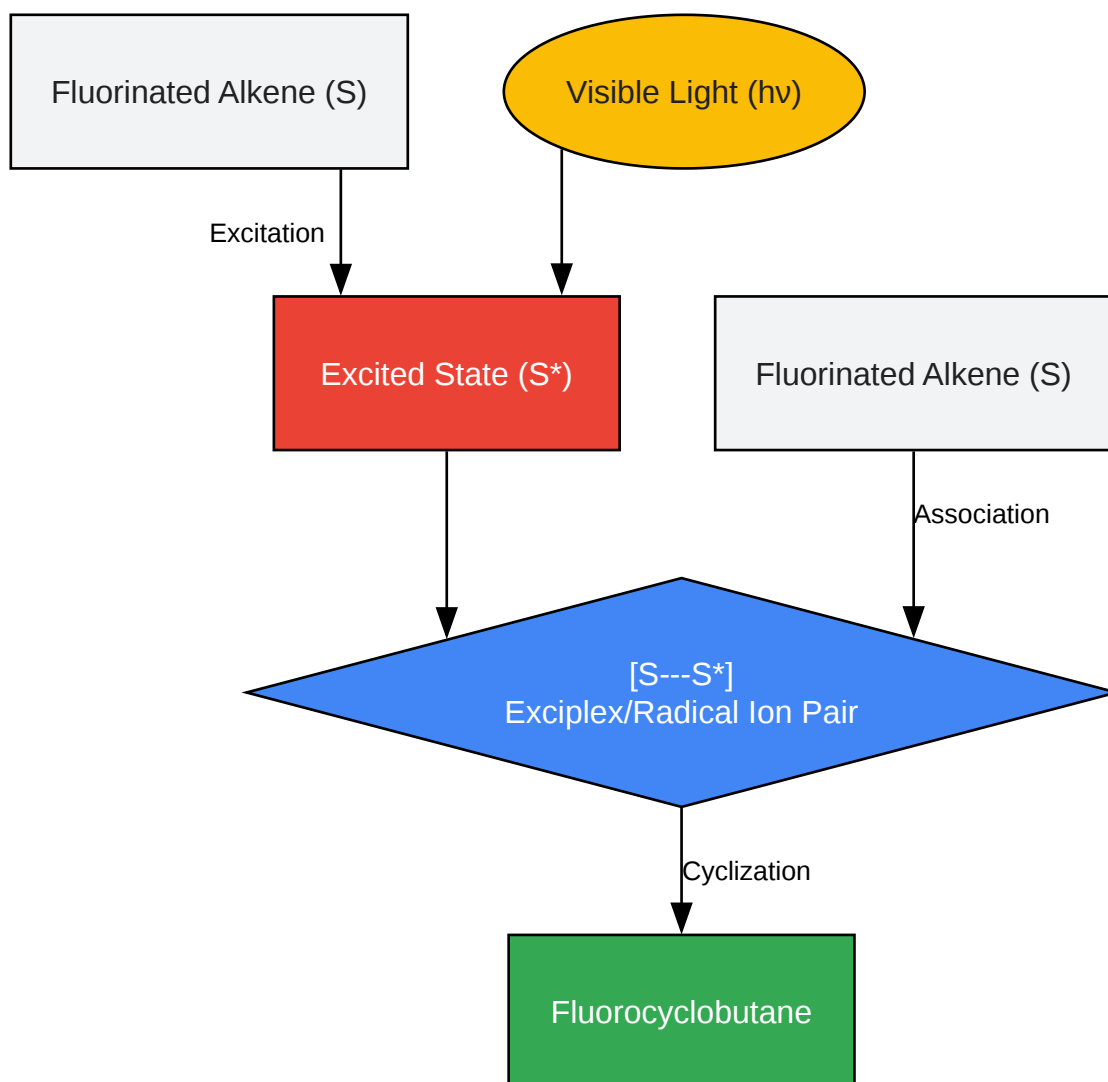 Fluorinated Alkene (S)
Visible Light (hν)
Excitation
Excited State (S*)
Fluorinated Alkene (S)
Association
[S---S*]
Exciplex/Radical Ion Pair
Cyclization
Fluorocyclobutane